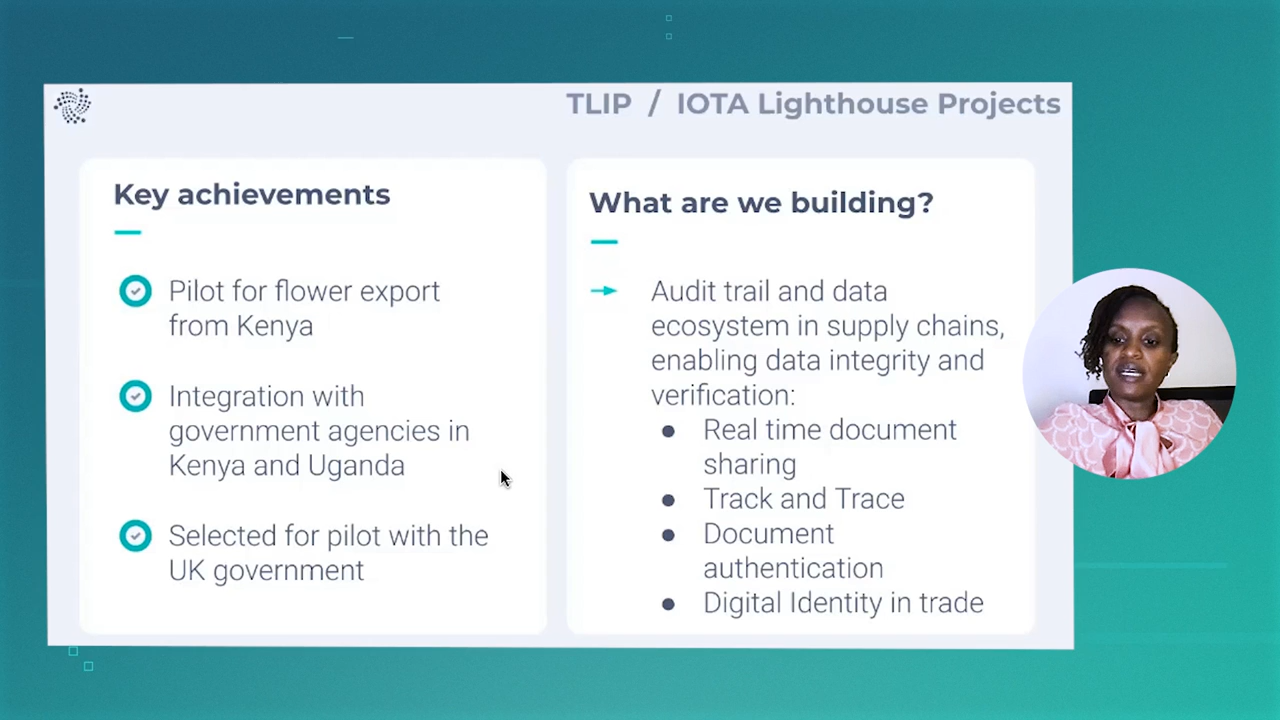 TLIP / IOTA Lighthouse Projects
Key achievements
Pilot for flower export
from Kenya
Integration with
government agencies in
Kenya and Uganda
Selected for pilot with the
UK government
What are we building?
Audit trail and data
ecosystem in supply chains,
enabling data integrity and
verification:
Real time document
sharing
Track and Trace
Document
authentication
Digital Identity in trade